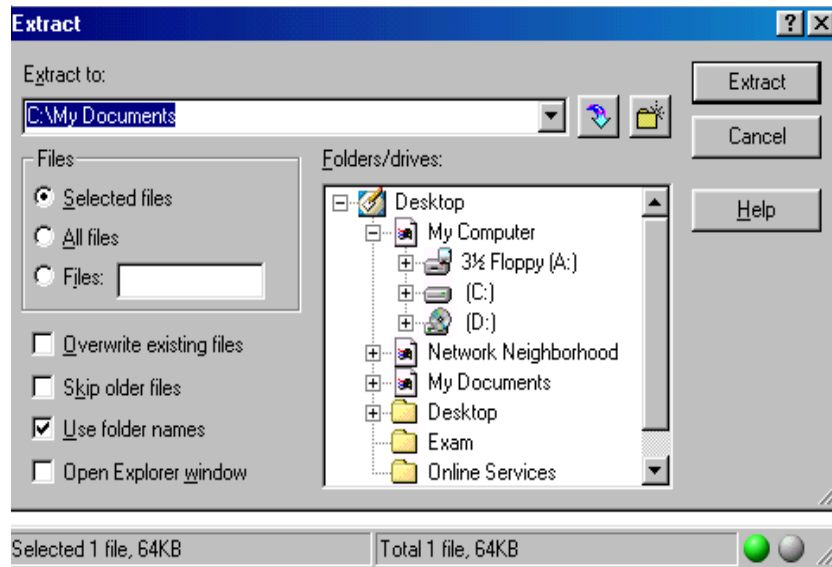 Extract
Extract to:
C:\My Documents
Extract
Cancel
Help
Files
Selected files
All files
Files:
Overwrite existing files
Skip older files
Use folder names
Open Explorer window
Folders/drives:
Desktop
My Computer
3½ Floppy (A:)
(C:)
(D:)
Network Neighborhood
My Documents
Desktop
Exam
Online Services
Selected 1 file, 64KB
Total 1 file, 64KB